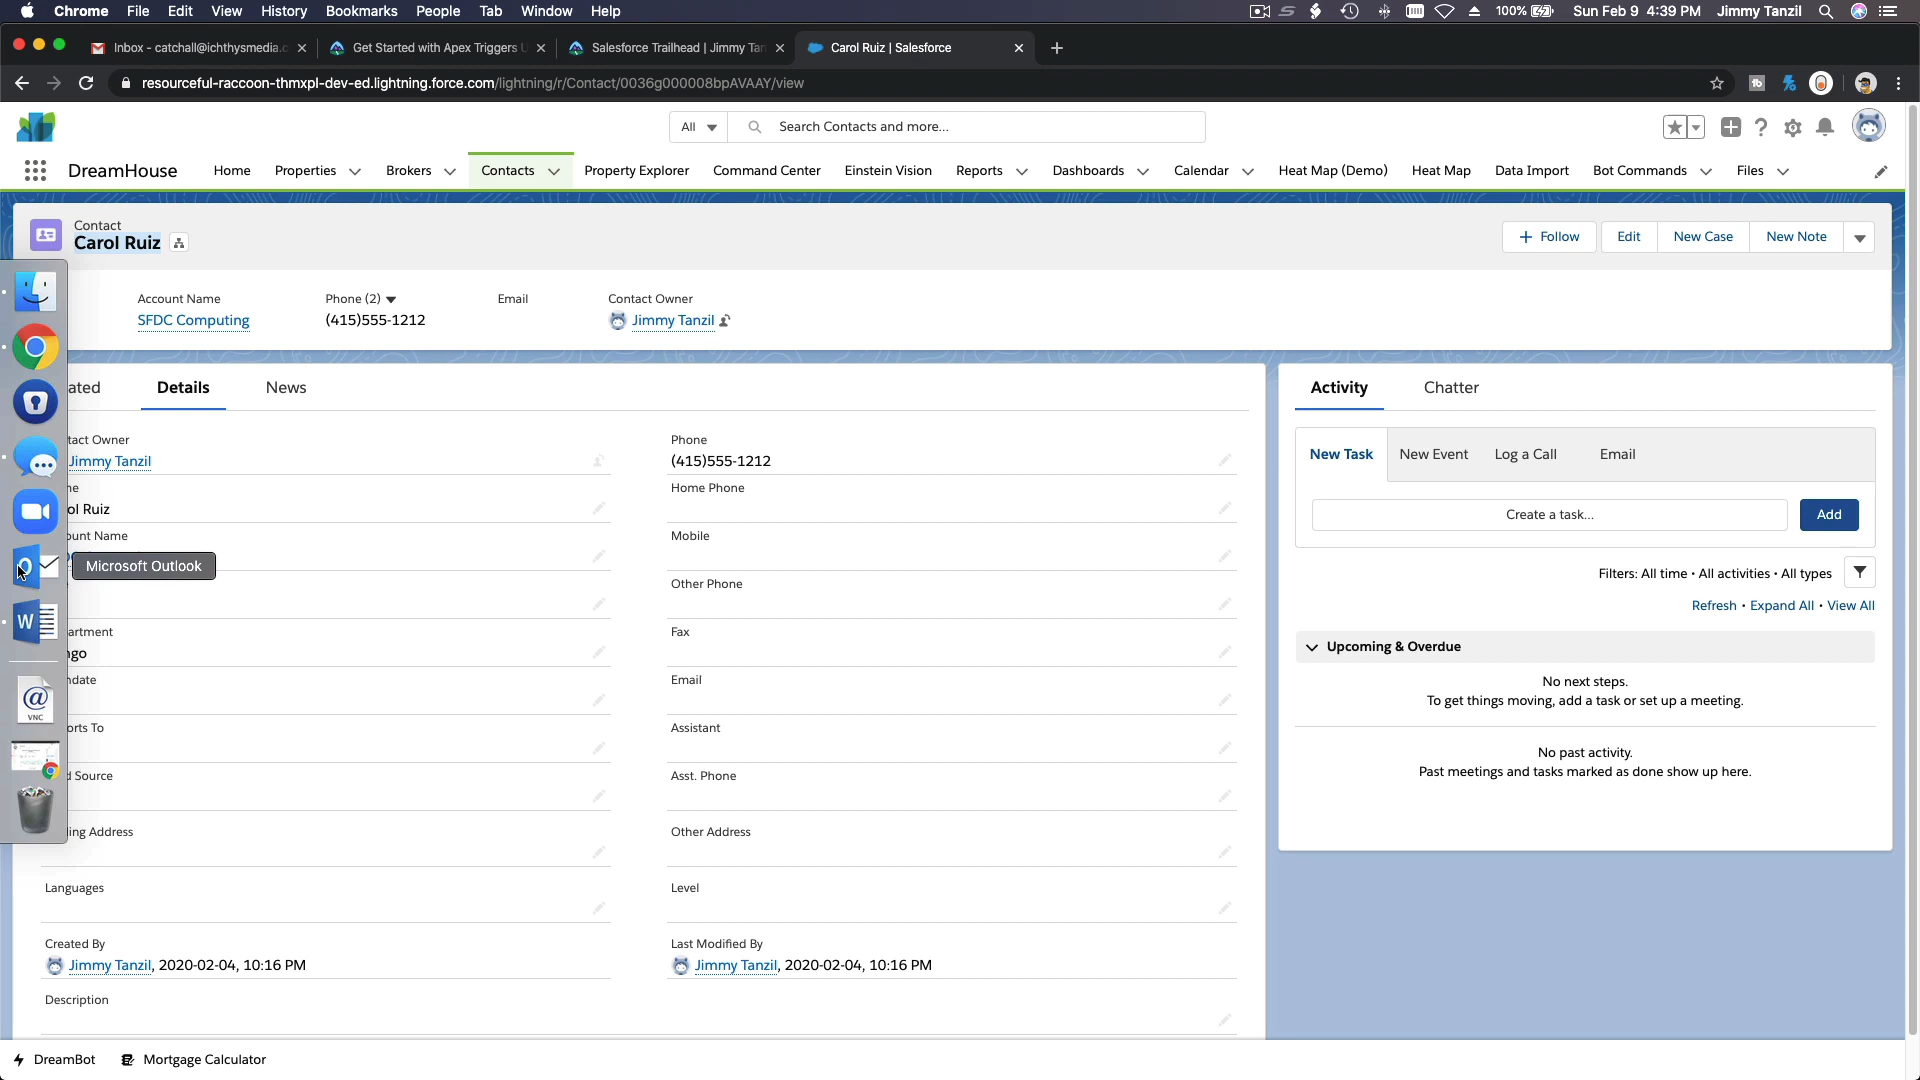 Chrome File Edit View History Bookmarks People Tab Window Help 100% Sun Feb 9 4:39 PM Jimmy Tanzil
Inbox - catchall@ichthysmedia.c
Get Started with Apex Triggers U
Salesforce Trailhead | Jimmy Tan
Carol Ruiz | Salesforce
resourceful-raccoon-thmxpl-dev-ed.lightning.force.com/lightning/r/Contact/0036g000008bpAVAAY/view
All
Search Contacts and more...
DreamHouse
Home Properties Brokers Contacts Property Explorer Command Center Einstein Vision Reports Dashboards Calendar Heat Map (Demo) Heat Map Data Import Bot Commands Files
Contact
Carol Ruiz
Follow Edit New Case New Note
Account Name
SFDC Computing
Phone (2)
(415)555-1212
Email
Contact Owner
Jimmy Tanzil
ated Details News
tact Owner
Jimmy Tanzil
ne
ol Ruiz
ount Name
Microsoft Outlook
artment
ngo
ndate
orts To
d Source
ling Address
Languages
Created By
Jimmy Tanzil, 2020-02-04, 10:16 PM
Description
Phone
(415)555-1212
Home Phone
Mobile
Other Phone
Fax
Email
Assistant
Asst. Phone
Other Address
Level
Last Modified By
Jimmy Tanzil, 2020-02-04, 10:16 PM
Activity Chatter
New Task New Event Log a Call Email
Create a task...
Add
Filters: All time • All activities • All types
Refresh • Expand All • View All
Upcoming & Overdue
No next steps.
To get things moving, add a task or set up a meeting.
No past activity.
Past meetings and tasks marked as done show up here.
VNC
DreamBot Mortgage Calculator